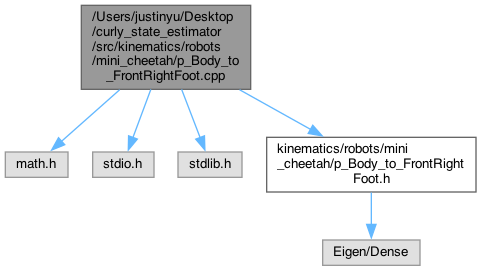 /Users/justinyu/Desktop
/curly_state_estimator
/src/kinematics/robots
/mini_cheetah/p_Body_to
_FrontRightFoot.cpp
math.h
stdio.h
stdlib.h
kinematics/robots/mini
_cheetah/p_Body_to_FrontRight
Foot.h
Eigen/Dense